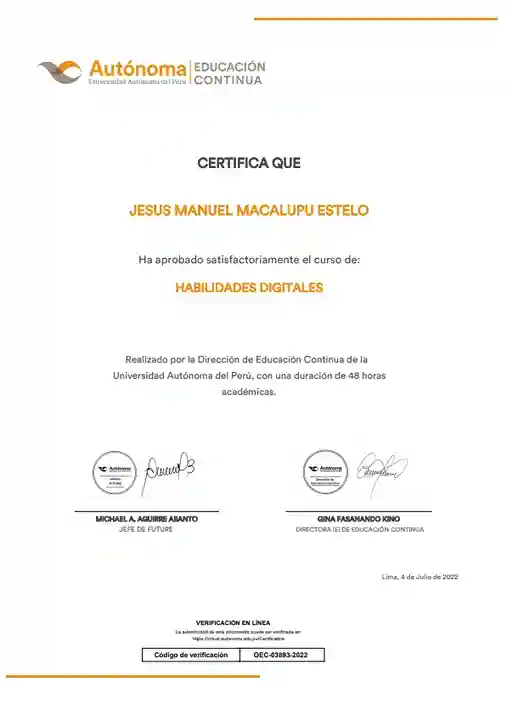 Autónoma
Universidad Autónoma del Perú
EDUCACIÓN
CONTINUA
CERTIFICA QUE
JESUS MANUEL MACALUPU ESTELO
Ha aprobado satisfactoriamente el curso de:
HABILIDADES DIGITALES
Realizado por la Dirección de Educación Continua de la
Universidad Autónoma del Perú, con una duración de 48 horas
académicas.
Autónoma
Autónoma
MICHAEL A. AGUIRRE ABANTO
JEFE DE FUTURE
GINA FASANANDO KINO
DIRECTORA (E) DE EDUCACIÓN CONTINUA
Lima, 4 de Julio de 2022
VERIFICACIÓN EN LÍNEA
La autenticidad de este documento puede ser verificada en:
Código de verificación
OEC-03893-2022